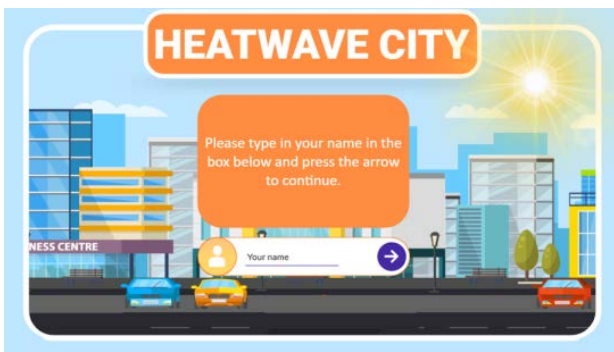 HEATWAVE CITY
Please type in your name in the
box below and press the arrow
to continue.
NESS CENTRE
Your name